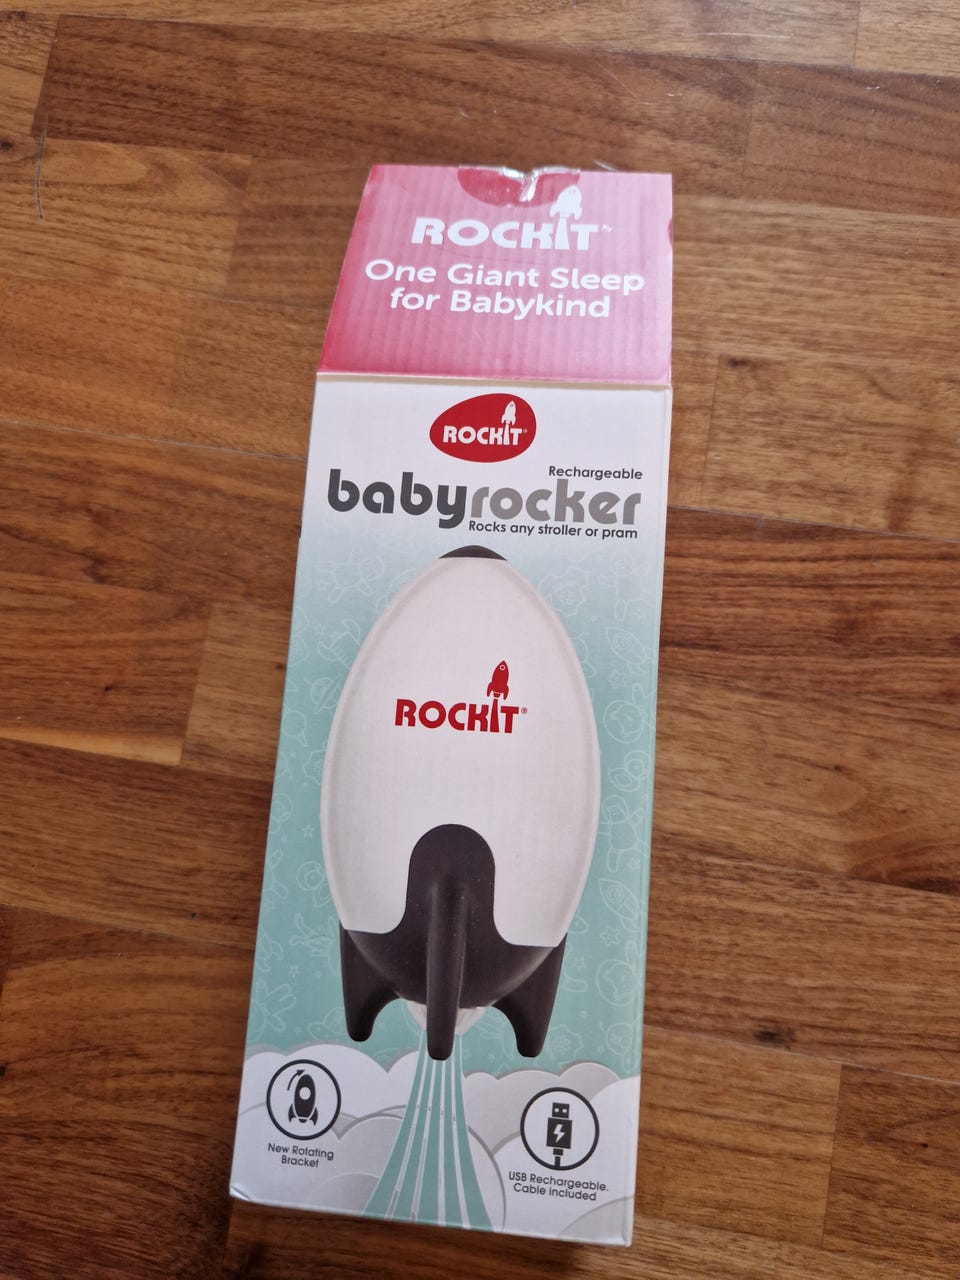 ROCKIT™
One Giant Sleep
for Babykind
ROCKIT®
Rechargeable
babyrocker
Rocks any stroller or pram
ROCKIT®
New Rotating
Bracket
USB Rechargeable.
Cable included